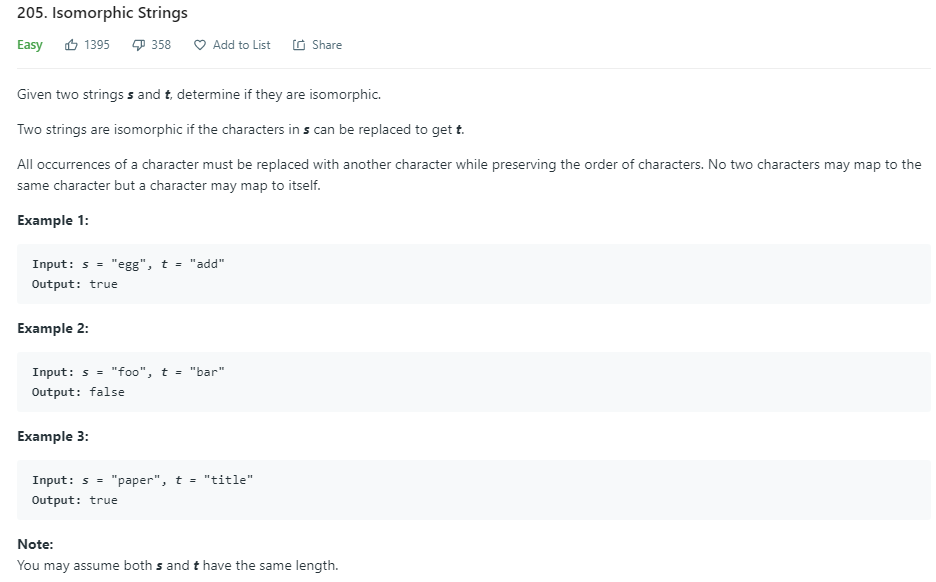 205. Isomorphic Strings
Easy 1395 358 Add to List Share
Given two strings s and t, determine if they are isomorphic.
Two strings are isomorphic if the characters in s can be replaced to get t.
All occurrences of a character must be replaced with another character while preserving the order of characters. No two characters may map to the
same character but a character may map to itself.
Example 1:
Input: s = "egg", t = "add"
Output: true
Example 2:
Input: s = "foo", t = "bar"
Output: false
Example 3:
Input: s = "paper", t = "title"
Output: true
Note:
You may assume both s and t have the same length.